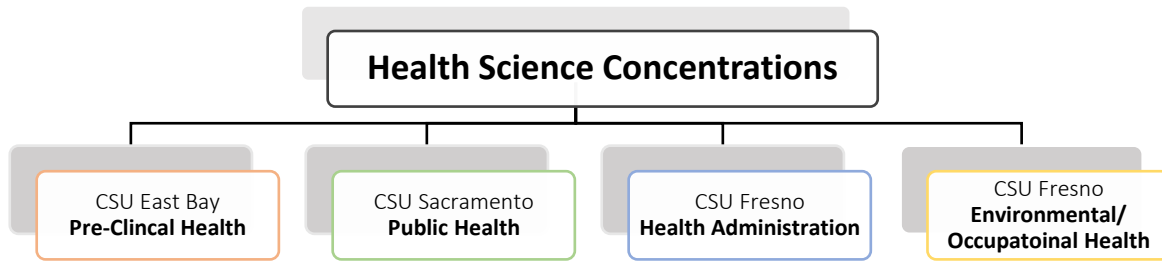 Health Science Concentrations
CSU East Bay
Pre-Clincal Health
CSU Sacramento
Public Health
CSU Fresno
Health Administration
CSU Fresno
Environmental/
Occupatoinal Health